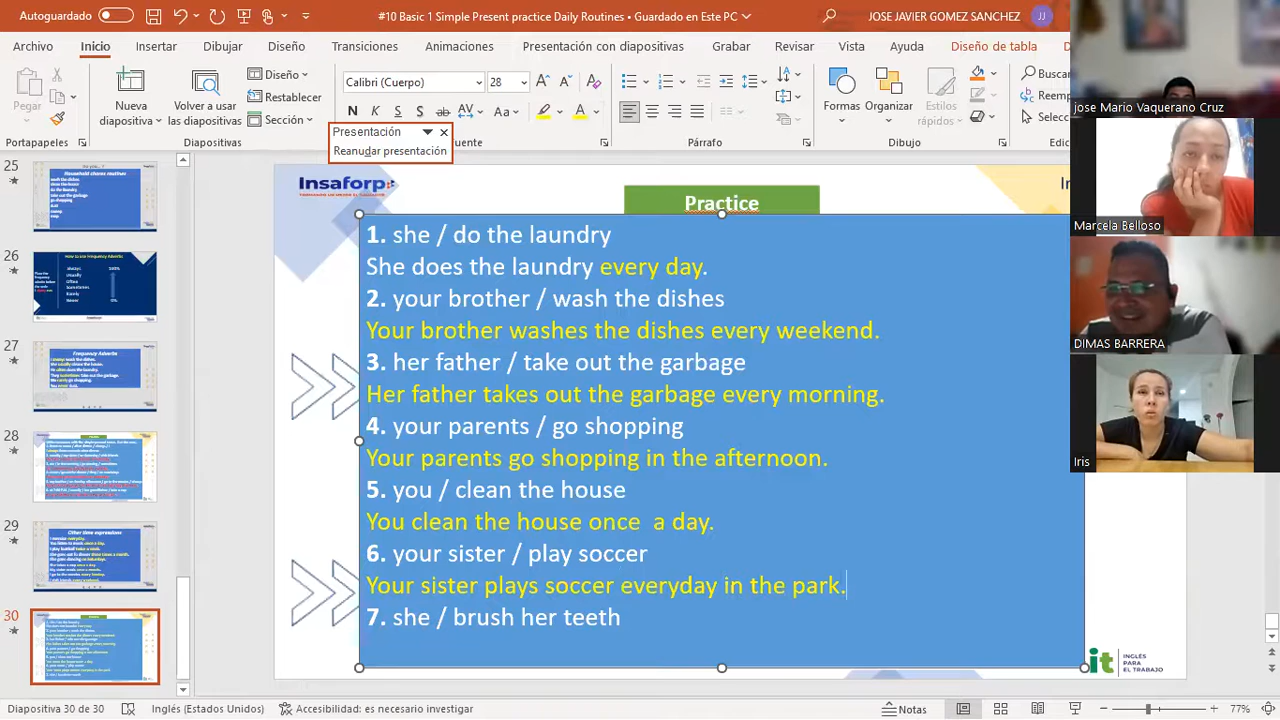 Autoguardado
#10 Basic 1 Simple Present practice Daily Routines • Guardado en Este PC
JOSE JAVIER GOMEZ SANCHEZ
JJ
Archivo Inicio Insertar Dibujar Diseño Transiciones Animaciones Presentación con diapositivas Grabar Revisar Vista Ayuda Diseño de tabla
Pegar
Nueva
diapositiva
Volver a usar
las diapositivas
Diseño
Restablecer
Sección
Calibri (Cuerpo) 28
Formas Organizar Estilos
rápidos
Buscar
Portapapeles Diapositivas Párrafo Dibujo
Presentación
Reanudar presentación
25
26
27
28
29
30
Insaforp
Practice
1. she / do the laundry
She does the laundry every day.
2. your brother / wash the dishes
Your brother washes the dishes every weekend.
3. her father / take out the garbage
Her father takes out the garbage every morning.
4. your parents / go shopping
Your parents go shopping in the afternoon.
5. you / clean the house
You clean the house once  a day.
6. your sister / play soccer
Your sister plays soccer everyday in the park.
7. she / brush her teeth
it INGLÉS
PARA EL
TRABAJO
jose Mario Vaquerano Cruz
Marcela Belloso
DIMAS BARRERA
Iris
Diapositiva 30 de 30 Inglés (Estados Unidos) Accesibilidad: es necesario investigar Notas 77%